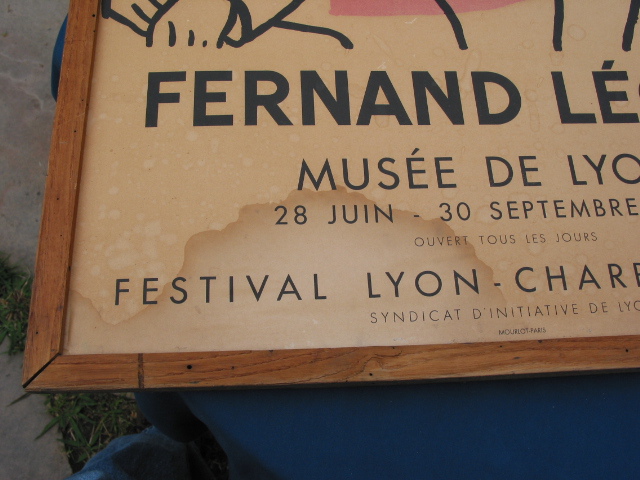 FERNAND LÉ
MUSÉE DE LYO
28 JUIN - 30 SEPTEMBRE
OUVERT TOUS LES JOURS
FESTIVAL LYON-CHAR
SYNDICAT D'INITIATIVE DE LYO
MOURLOT-PARIS